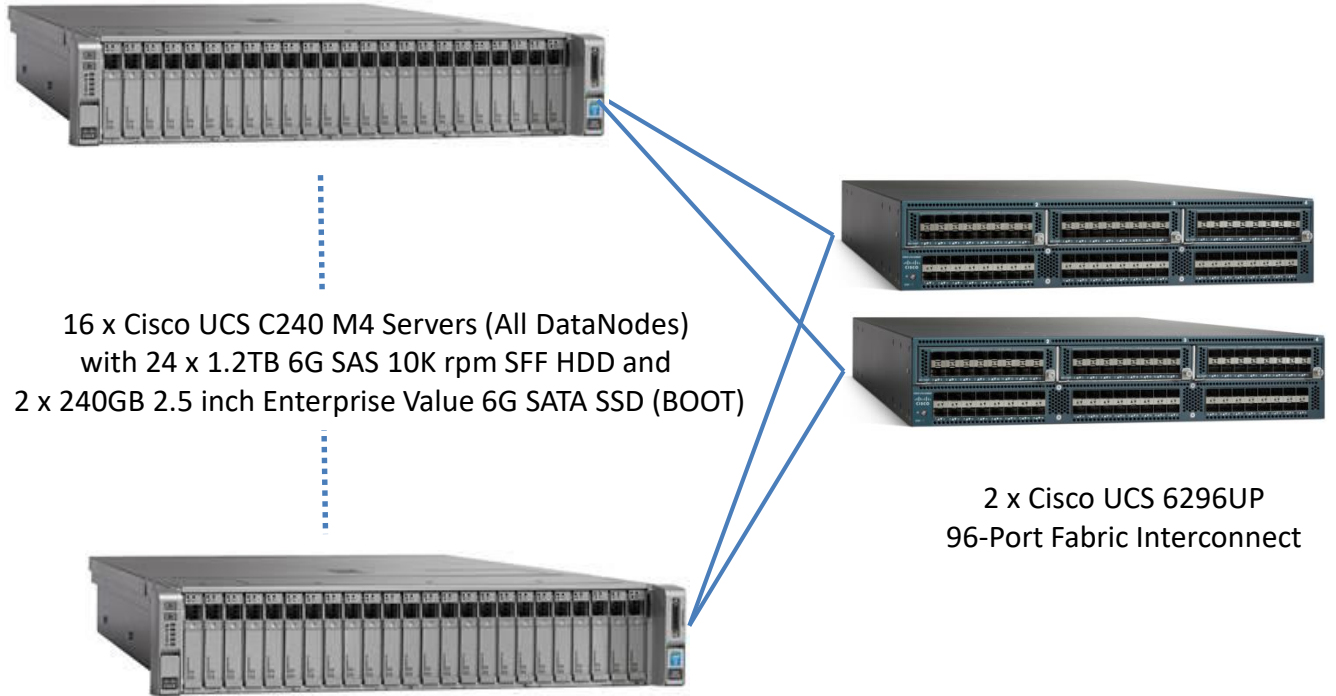 16 x Cisco UCS C240 M4 Servers (All DataNodes)
with 24 x 1.2TB 6G SAS 10K rpm SFF HDD and
2 x 240GB 2.5 inch Enterprise Value 6G SATA SSD (BOOT)
2 x Cisco UCS 6296UP
96-Port Fabric Interconnect